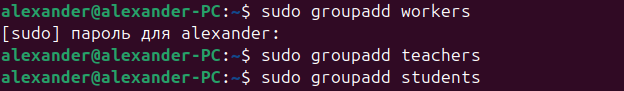 alexander@alexander-PC:~$ sudo groupadd workers
[sudo] пароль для alexander:
alexander@alexander-PC:~$ sudo groupadd teachers
alexander@alexander-PC:~$ sudo groupadd students